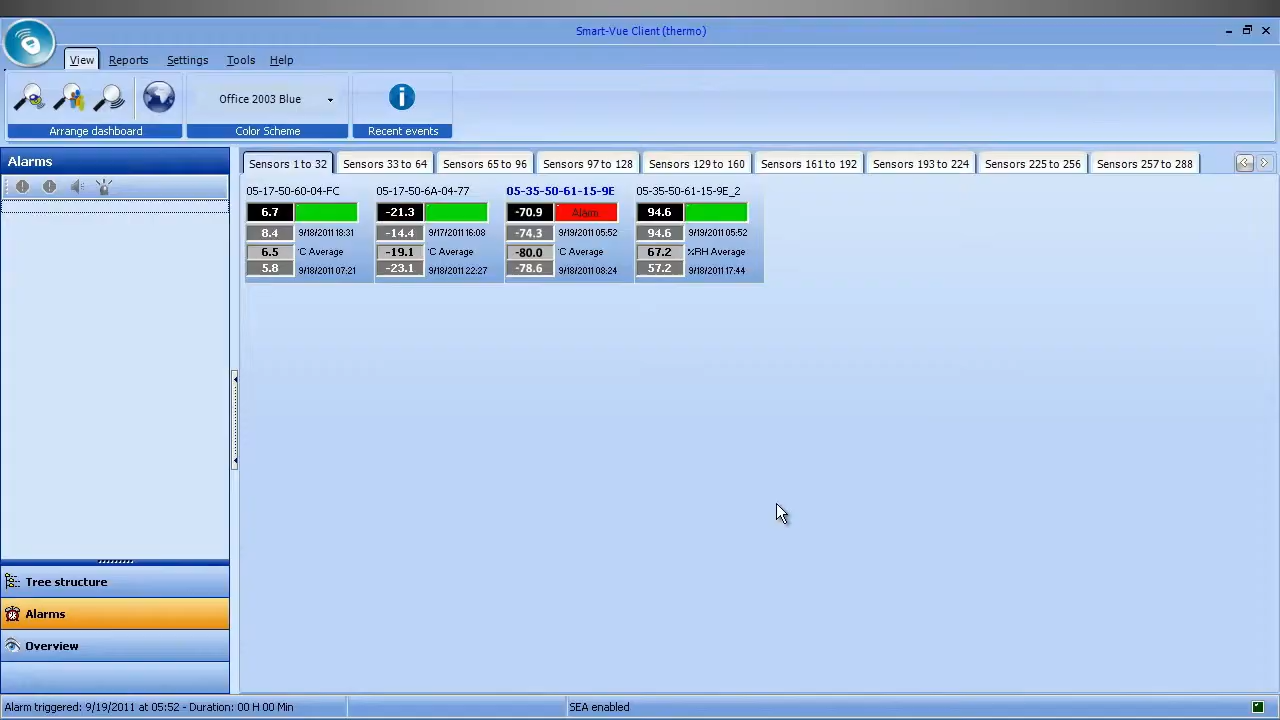 Smart-Vue Client (thermo)
View Reports Settings Tools Help
Office 2003 Blue
Arrange dashboard Color Scheme Recent events
Alarms
Sensors 1 to 32 Sensors 33 to 64 Sensors 65 to 96 Sensors 97 to 128 Sensors 129 to 160 Sensors 161 to 192 Sensors 193 to 224 Sensors 225 to 256 Sensors 257 to 288
05-17-50-60-04-FC 05-17-50-6A-04-77 05-35-50-61-15-9E 05-35-50-61-15-9E_2
6.7 -21.3 -70.9 Alarm 94.6
8.4 9/18/2011 18:31 -14.4 9/17/2011 16:08 -74.3 9/19/2011 05:52 94.6 9/19/2011 05:52
6.5 °C Average -19.1 °C Average -80.0 °C Average 67.2 %RH Average
5.8 9/18/2011 07:21 -23.1 9/18/2011 22:27 -78.6 9/18/2011 08:24 57.2 9/18/2011 17:44
Tree structure
Alarms
Overview
Alarm triggered: 9/19/2011 at 05:52 - Duration: 00 H 00 Min SEA enabled